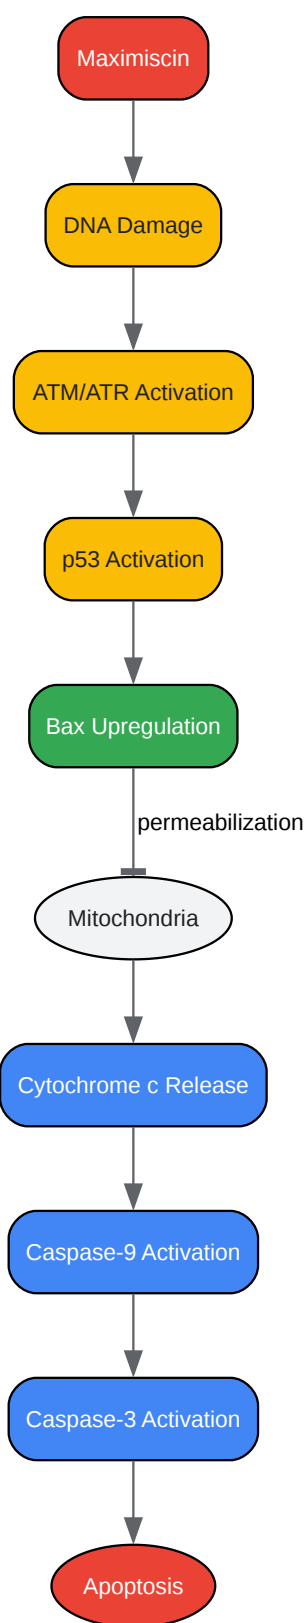 Maximiscin
DNA Damage
ATM/ATR Activation
p53 Activation
Bax Upregulation
permeabilization
Mitochondria
Cytochrome c Release
Caspase-9 Activation
Caspase-3 Activation
Apoptosis